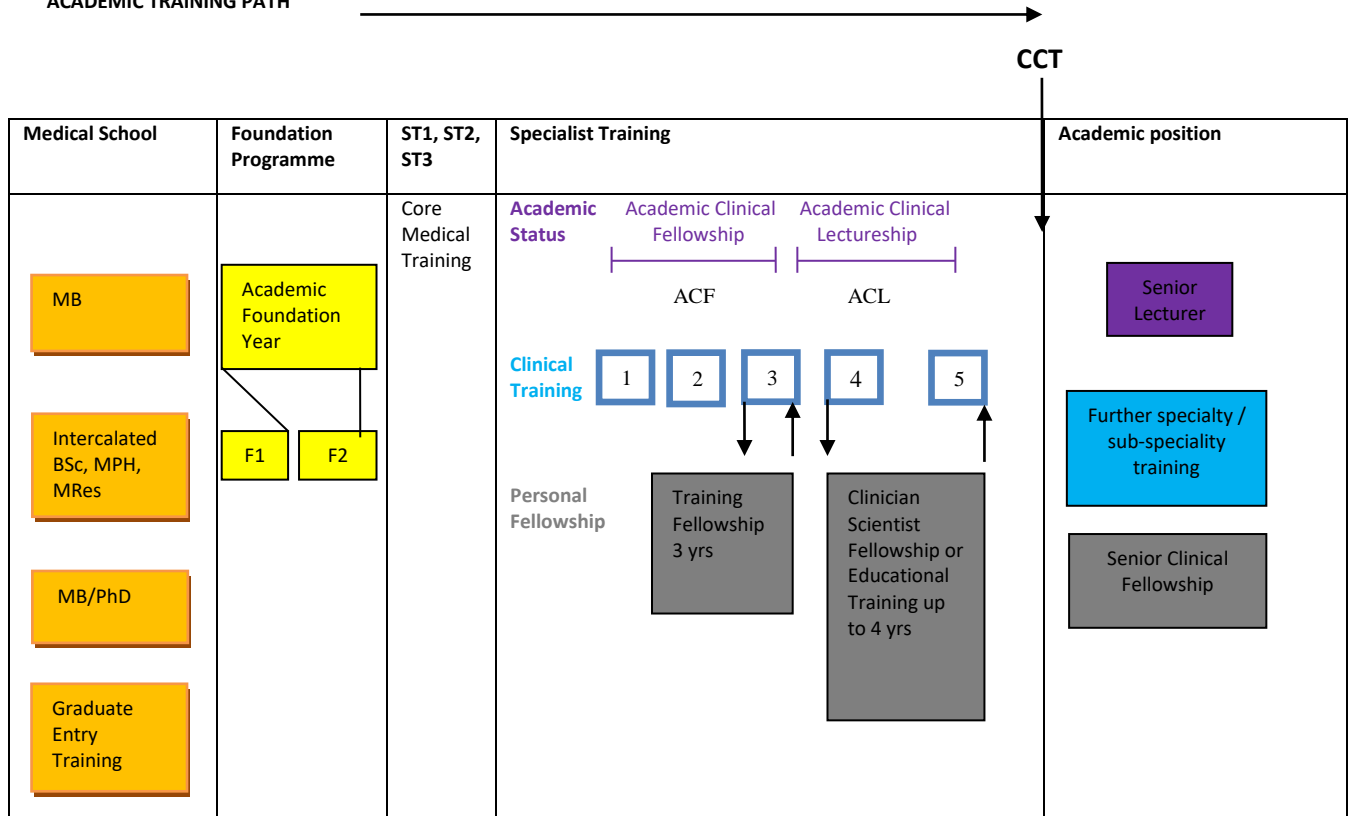 ACADEMIC TRAINING PATH
CCT
Medical School
Foundation
Programme
ST1, ST2,
ST3
Specialist Training
Academic position
Core
Medical
Training
Academic
Status
Academic Clinical
Fellowship
Academic Clinical
Lectureship
ACF
ACL
MB
Academic
Foundation
Year
Senior
Lecturer
Clinical
Training
1
2
3
4
5
Intercalated
BSc, MPH,
MRes
F1
F2
Further specialty /
sub-speciality
training
Personal
Fellowship
Training
Fellowship
3 yrs
Clinician
Scientist
Fellowship or
Educational
Training up
to 4 yrs
Senior Clinical
Fellowship
MB/PhD
Graduate
Entry
Training